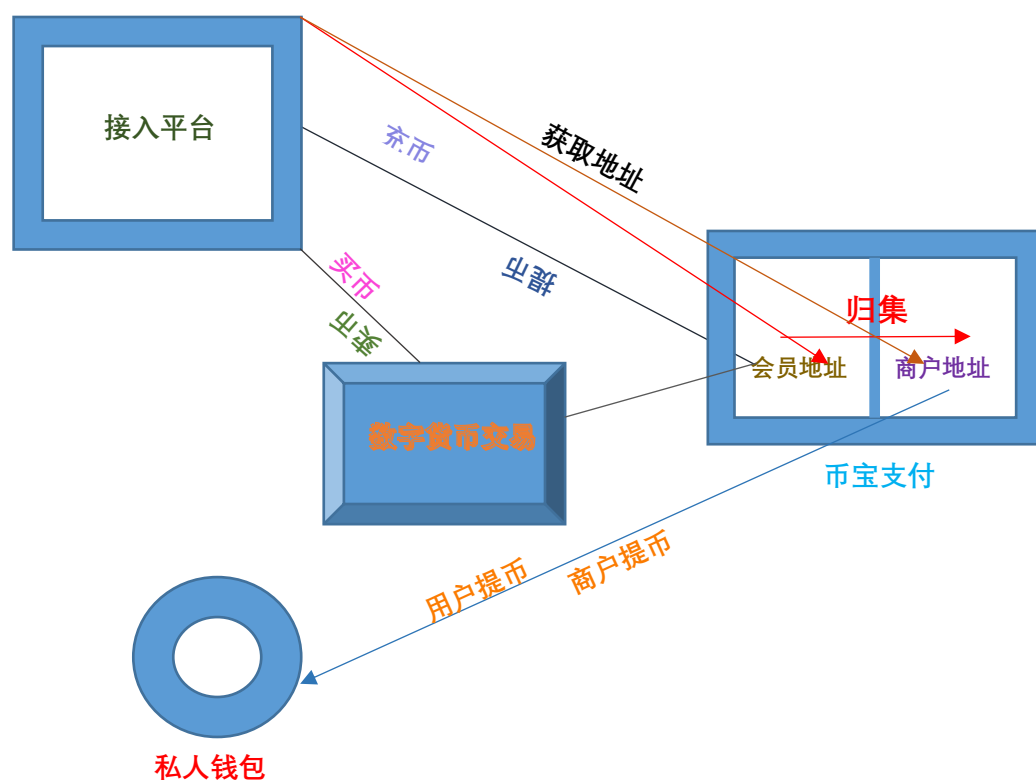 接入平台
充币
获取地址
提币
买币
卖币
归集
会员地址
商户地址
数字货币交易
币宝支付
用户提币
商户提币
私人钱包